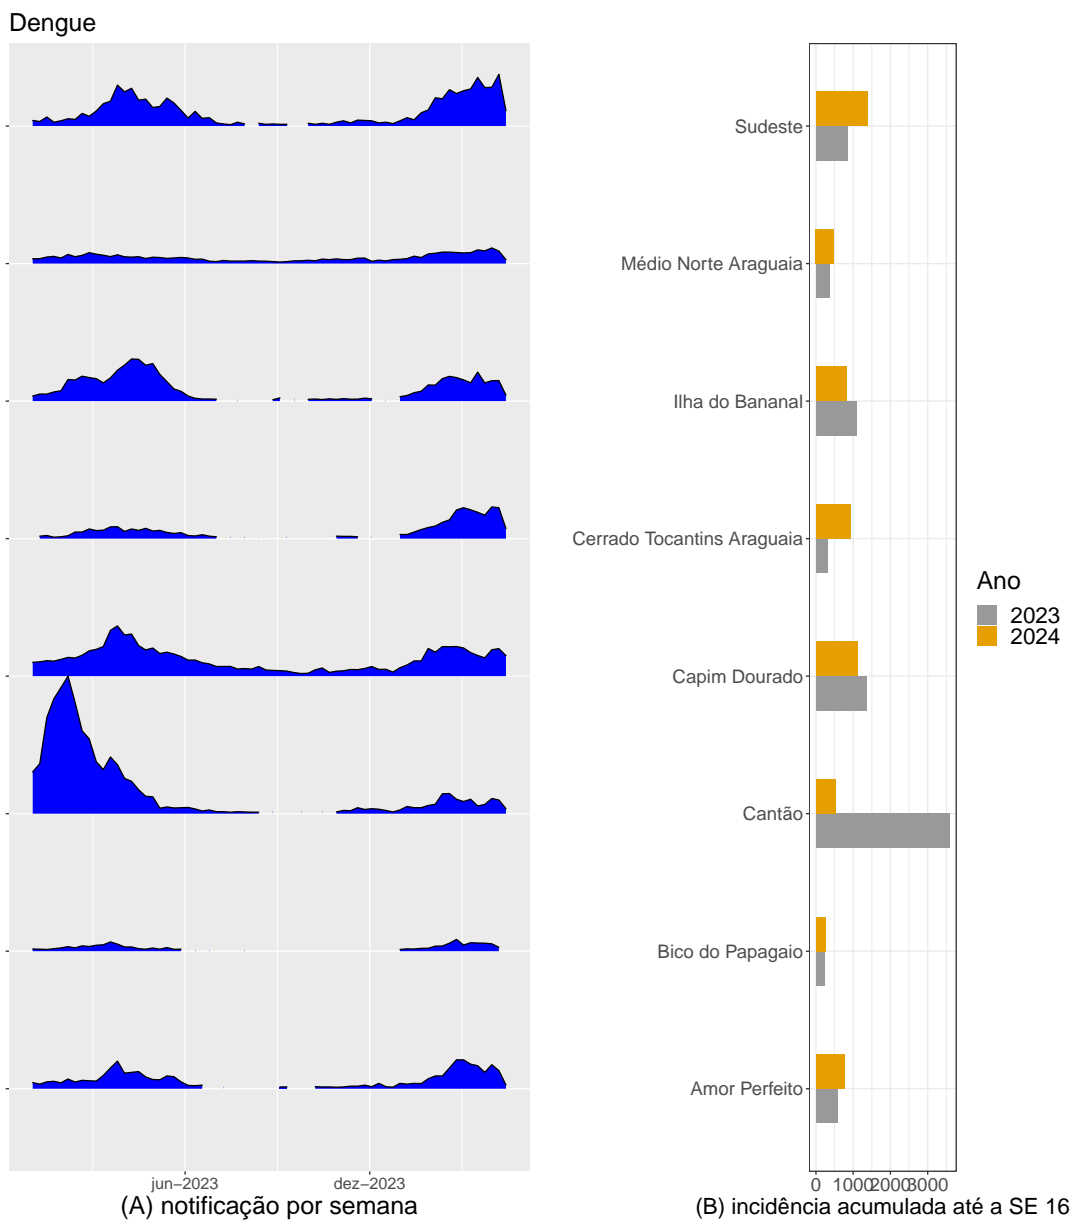 Dengue
Sudeste
Médio Norte Araguaia
Ilha do Bananal
Cerrado Tocantins Araguaia
Capim Dourado
Cantão
Bico do Papagaio
Amor Perfeito
Ano
2023
2024
jun−2023 dez−2023
0 1000 2000 3000
(A) notificação por semana
(B) incidência acumulada até a SE 16